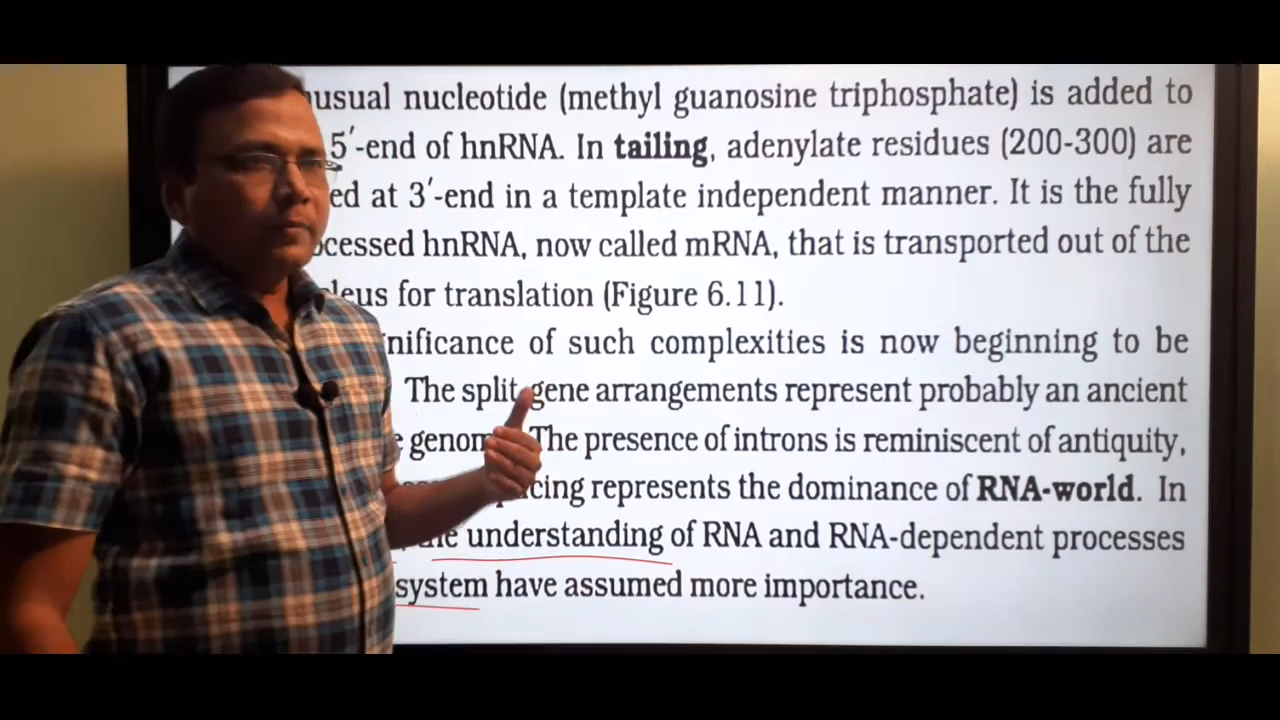 usual nucleotide (methyl guanosine triphosphate) is added to
5′-end of hnRNA. In tailing, adenylate residues (200-300) are
ed at 3′-end in a template independent manner. It is the fully
ocessed hnRNA, now called mRNA, that is transported out of the
leus for translation (Figure 6.11).
nificance of such complexities is now beginning to be
The split-gene arrangements represent probably an ancient
genom The presence of introns is reminiscent of antiquity,
cing represents the dominance of RNA-world. In
understanding of RNA and RNA-dependent processes
system have assumed more importance.